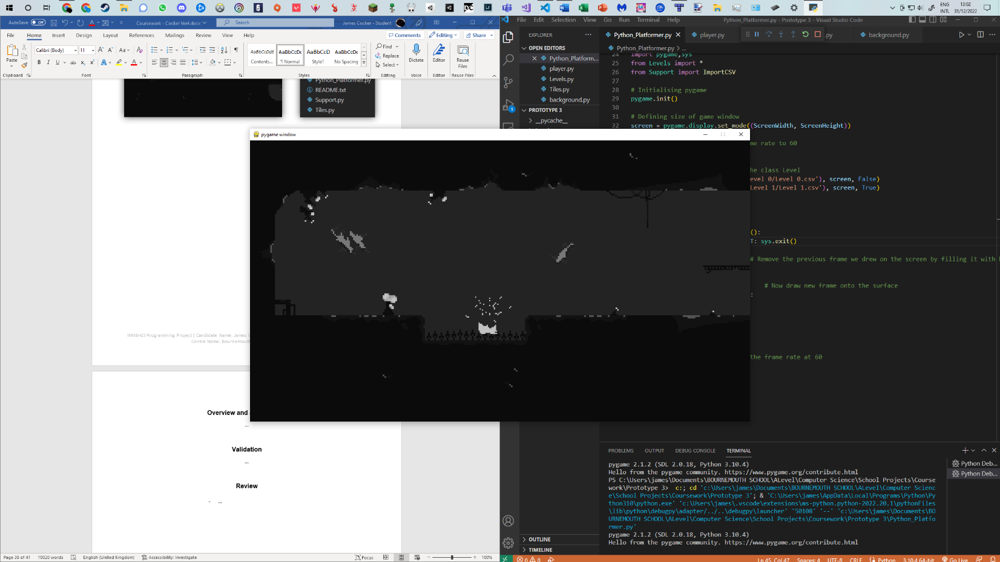 13:02
ENG
INTL
31/12/2022
AutoSave
Off
Coursework - Cocker Ver4.docx
Search
James Cocker - Student
File
Home
Insert
Design
Layout
References
Mailings
Review
View
Help
Comments
Editing
Share
Paste
Calibri (Body)
11
AaBbCcDc
Contents...
AaBbCcDc
¶ Normal
AaBbCcD
Style1
AaBbCcDc
No Spacing
Find
Replace
Select
Dictate
Editor
Reuse
Files
Clipboard
Font
Paragraph
Styles
Editing
Voice
Editor
Reuse Files
Python_Platformer.py
README.txt
Support.py
Tiles.py
H446-03 Programming Project | Candidate Name: James C
Centre Name: Bournemouth
Overview and
...
Validation
...
Review
- ...
Page 38 of 41
10020 words
English (United Kingdom)
Accessibility: Investigate
Focus
100%
pygame window
File Edit Selection View Go Run Terminal Help
Python_Platformer.py - Prototype 3 - Visual Studio Code
EXPLORER
OPEN EDITORS
Python_Platform...
player.py
Levels.py
Tiles.py
background.py
PROTOTYPE 3
__pycache__
Python_Platformer.py
player.py
.py
background.py
Python_Platformer.py > ...
24 import pygame,sys
25 from Levels import *
26 from Support import ImportCSV
27
28 # Initialising pygame
29 pygame.init()
30
31 # Defining size of game window
32 screen = pygame.display.set_mode((ScreenWidth, ScreenHeight))
me rate to 60
he class Level
evel 0/Level 0.csv'), screen, False)
evel 1/Level 1.csv'), screen, True)
():
T: sys.exit()
# Remove the previous frame we drew on the screen by filling it with
# Now draw new frame onto the surface
:
the frame rate at 60
PROBLEMS
OUTPUT
DEBUG CONSOLE
TERMINAL
Python Deb...
Python Deb...
pygame 2.1.2 (SDL 2.0.18, Python 3.10.4)
Hello from the pygame community. https://www.pygame.org/contribute.html
PS C:\Users\james\Documents\BOURNEMOUTH SCHOOL\ALevel\Computer Science\School Projects\Course
work\Prototype 3> c:; cd 'c:\Users\james\Documents\BOURNEMOUTH SCHOOL\ALevel\Computer Scienc
e\School Projects\Coursework\Prototype 3'; & 'C:\Users\james\AppData\Local\Programs\Python\Py
thon310\python.exe' 'c:\Users\james\.vscode\extensions\ms-python.python-2022.20.1\pythonFiles
\lib\python\debugpy\adapter/../..\debugpy\launcher' '50108' '--' 'c:\Users\james\Documents\BO
URNEMOUTH SCHOOL\ALevel\Computer Science\School Projects\Coursework\Prototype 3\Python_Platfo
rmer.py'
pygame 2.1.2 (SDL 2.0.18, Python 3.10.4)
Hello from the pygame community. https://www.pygame.org/contribute.html
OUTLINE
TIMELINE
0 0
Ln 45, Col 47
Spaces: 4
UTF-8
CRLF
Python
3.10.4 64-bit
Go Live